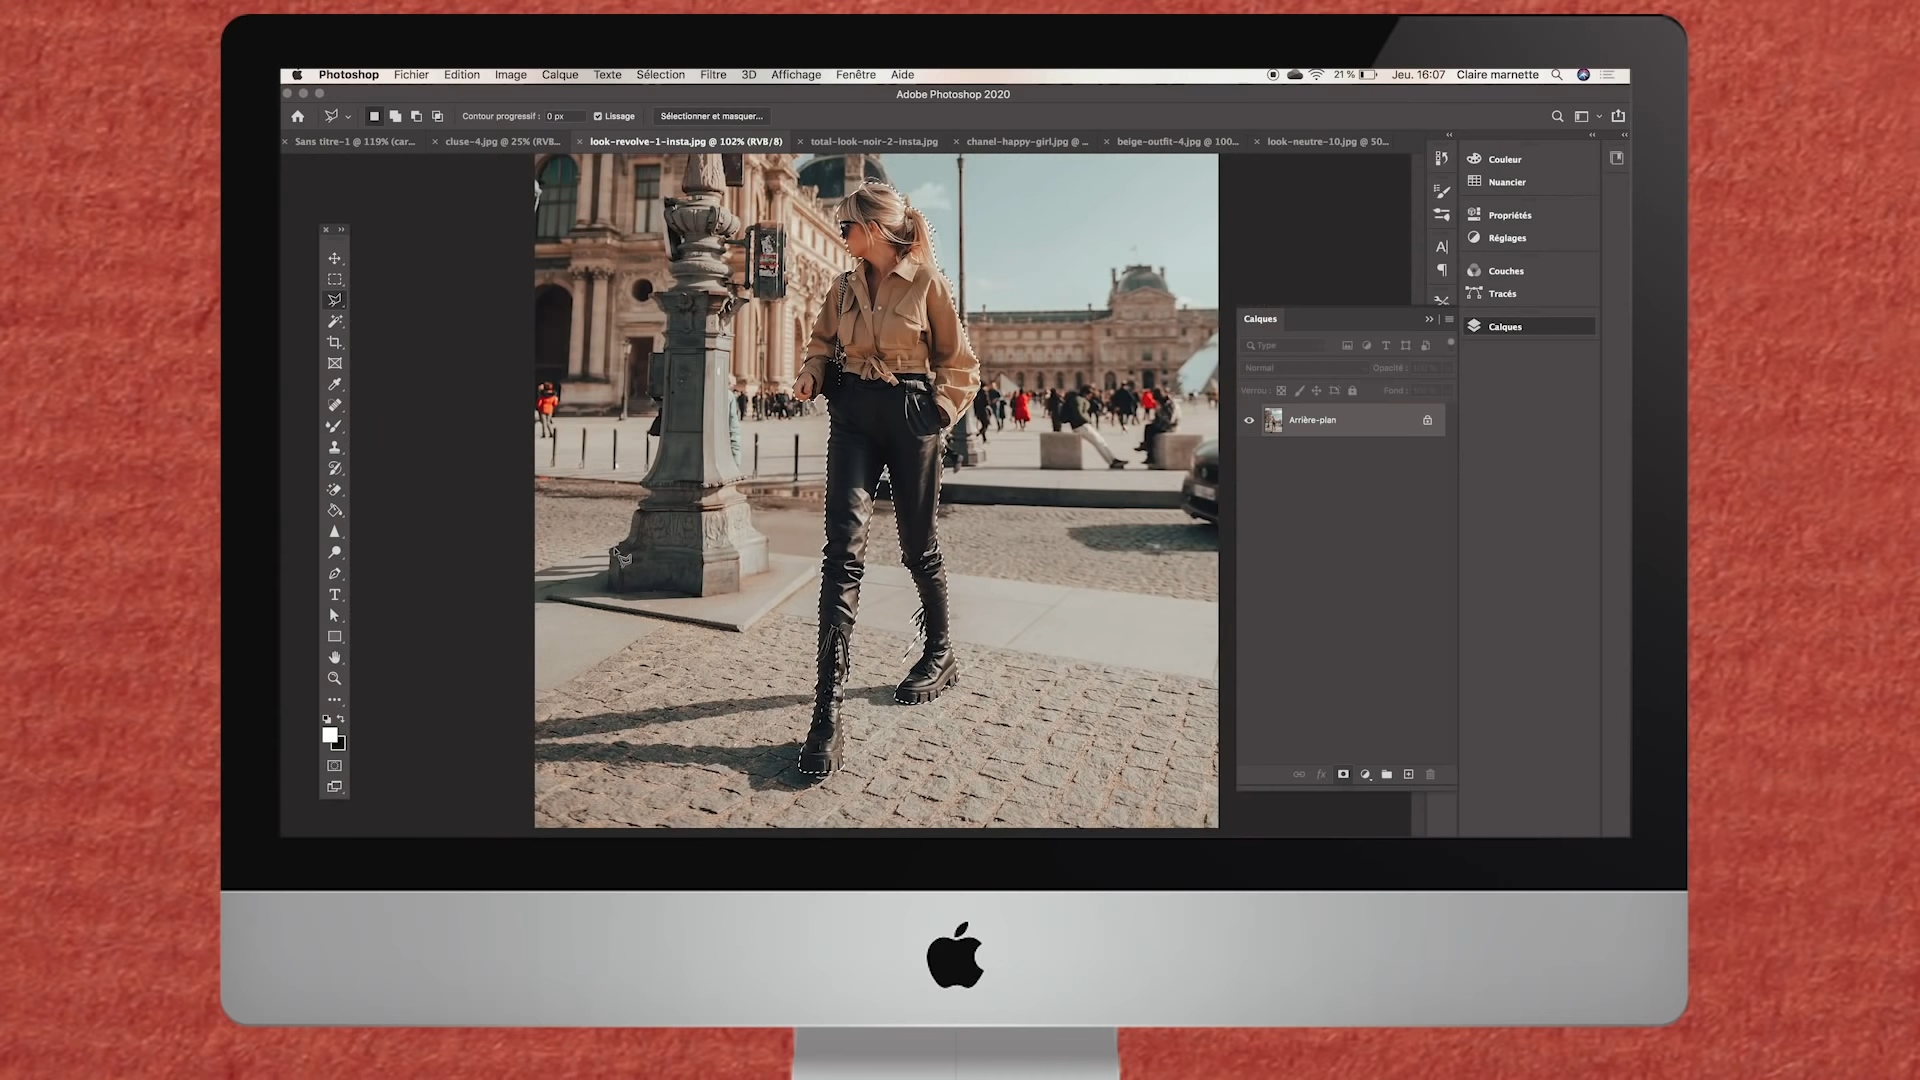 Photoshop Fichier Edition Image Calque Texte Sélection Filtre 3D Affichage Fenêtre Aide 21 % Jeu. 16:07 Claire marnette
Adobe Photoshop 2020
Contour progressif : 0 px Lissage Sélectionner et masquer...
Sans titre-1 @ 119% (car... cluse-4.jpg @ 25% (RVB... look-revolve-1-insta.jpg @ 102% (RVB/8) total-look-noir-2-insta.jpg chanel-happy-girl.jpg @ ... beige-outfit-4.jpg @ 100... look-neutre-10.jpg @ 50...
Couleur
Nuancier
Propriétés
Réglages
Couches
Tracés
Calques
Calques
Type
Normal Opacité :
Verrou : Fond :
Arrière-plan